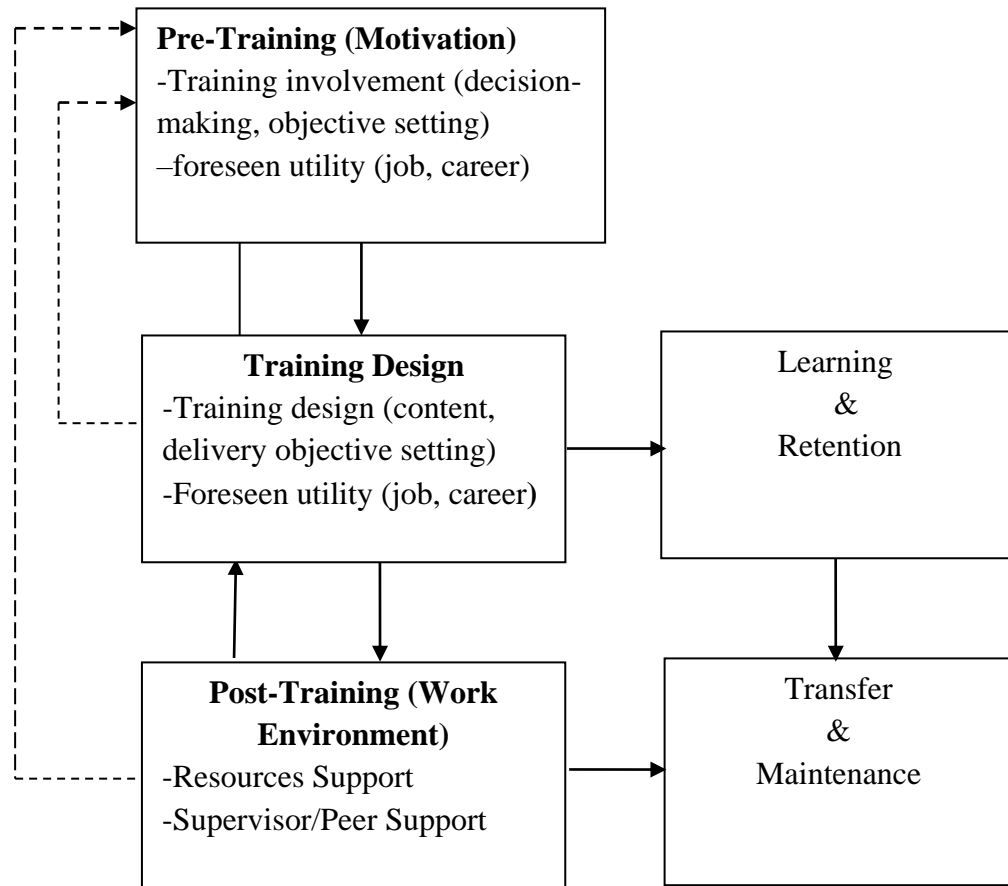 Pre-Training (Motivation)
-Training involvement (decision-
making, objective setting)
–foreseen utility (job, career)
Training Design
-Training design (content,
delivery objective setting)
-Foreseen utility (job, career)
Learning
&
Retention
Post-Training (Work
Environment)
-Resources Support
-Supervisor/Peer Support
Transfer
&
Maintenance